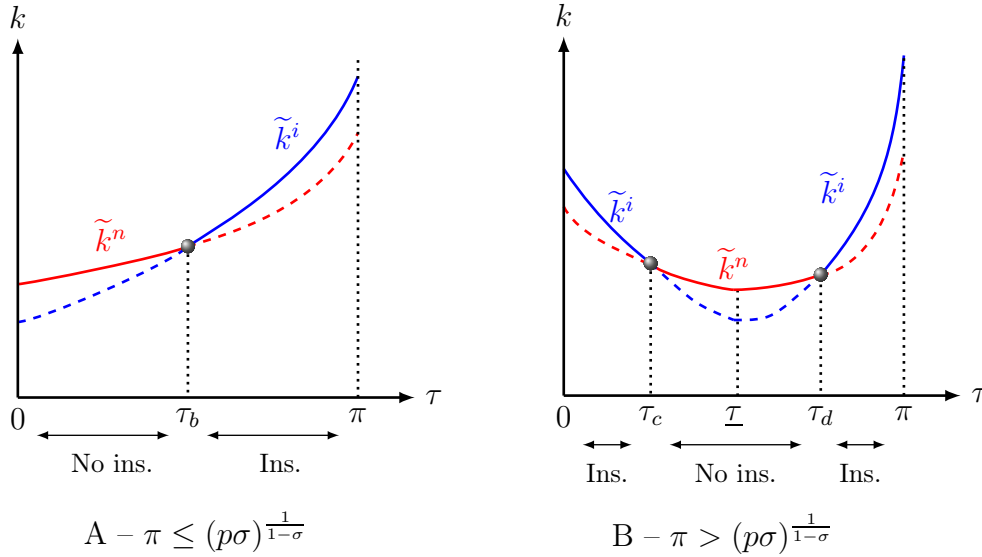 k
k̃ⁱ
k̃ⁿ
0
τ_b
π
τ
No ins.
Ins.
A – π ≤ (pσ)^{1/(1−σ)}
k
k̃ⁱ
k̃ⁱ
k̃ⁿ
0
τ_c
τ̲
τ_d
π
τ
Ins.
No ins.
Ins.
B – π > (pσ)^{1/(1−σ)}